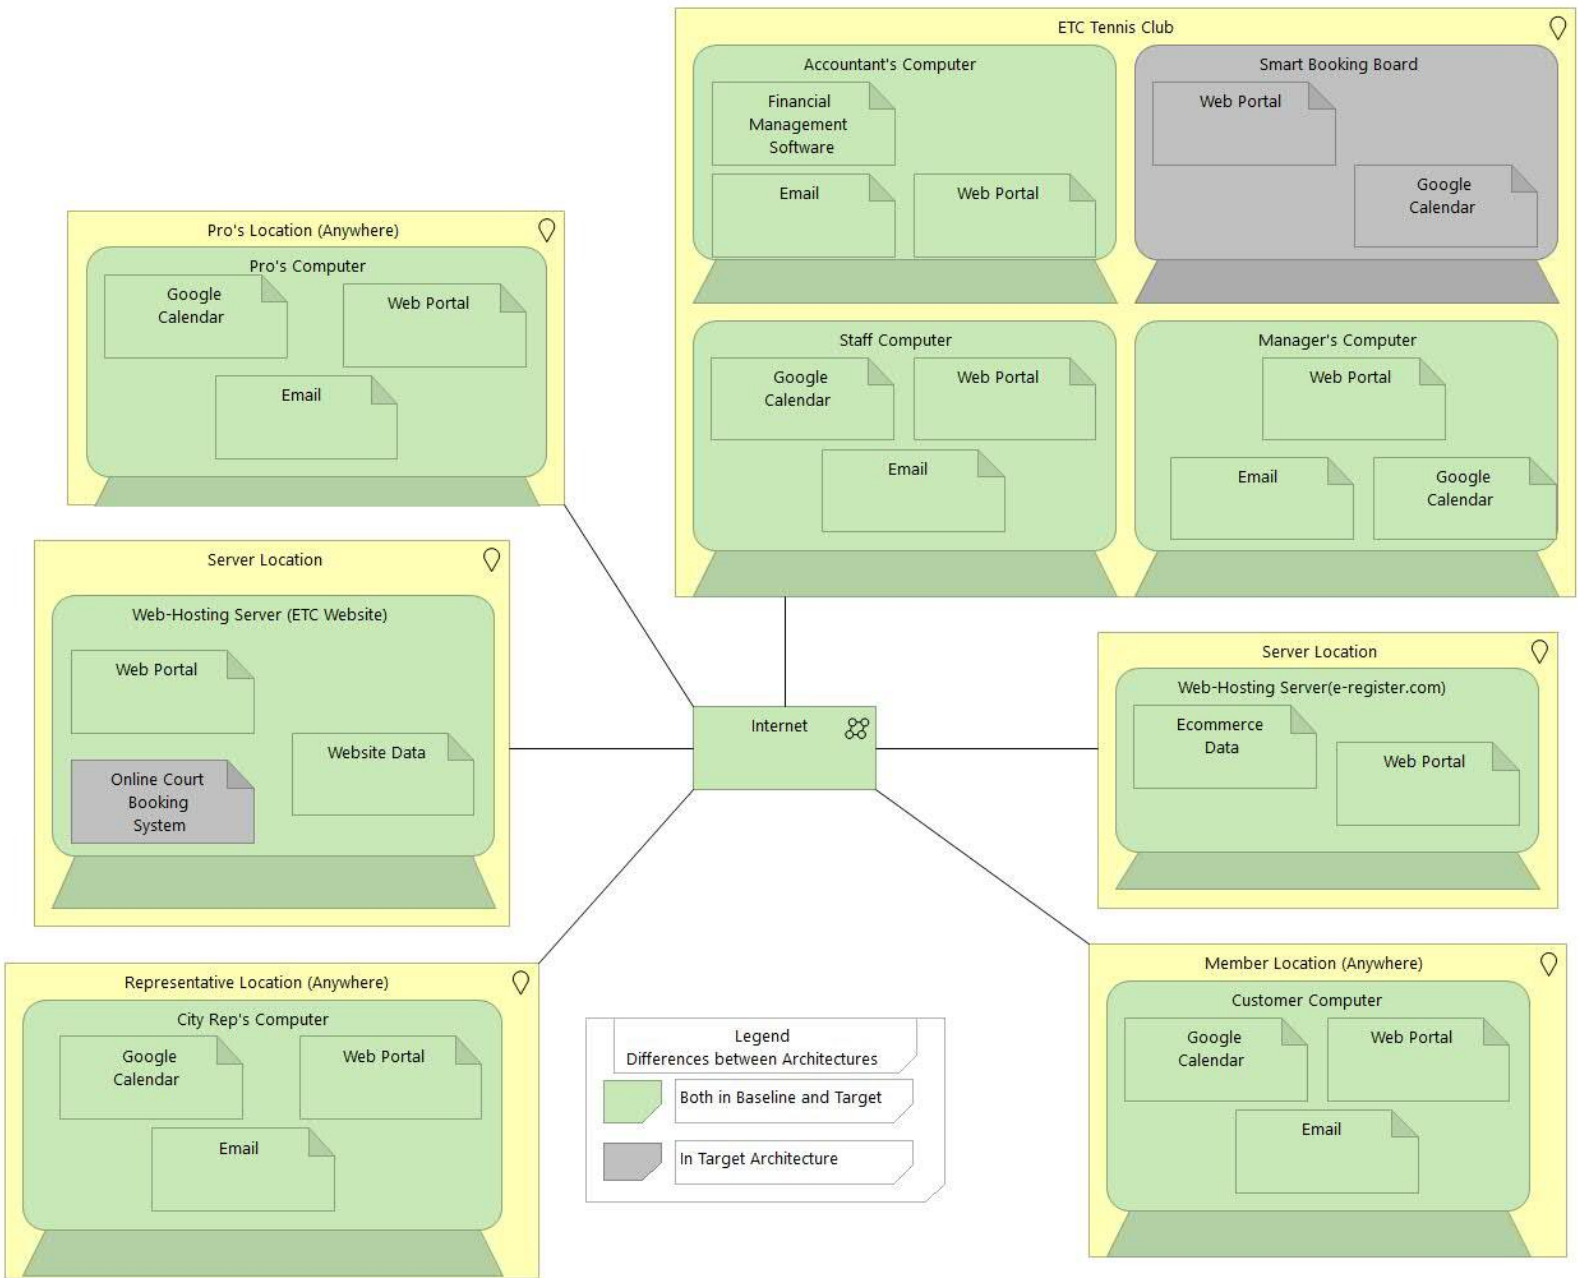 ETC Tennis Club
Accountant's Computer
Financial
Management
Software
Email
Web Portal
Smart Booking Board
Web Portal
Google
Calendar
Staff Computer
Google
Calendar
Web Portal
Email
Manager's Computer
Web Portal
Email
Google
Calendar
Pro's Location (Anywhere)
Pro's Computer
Google
Calendar
Web Portal
Email
Server Location
Web-Hosting Server (ETC Website)
Web Portal
Website Data
Online Court
Booking
System
Internet
Server Location
Web-Hosting Server(e-register.com)
Ecommerce
Data
Web Portal
Representative Location (Anywhere)
City Rep's Computer
Google
Calendar
Web Portal
Email
Legend
Differences between Architectures
Both in Baseline and Target
In Target Architecture
Member Location (Anywhere)
Customer Computer
Google
Calendar
Web Portal
Email